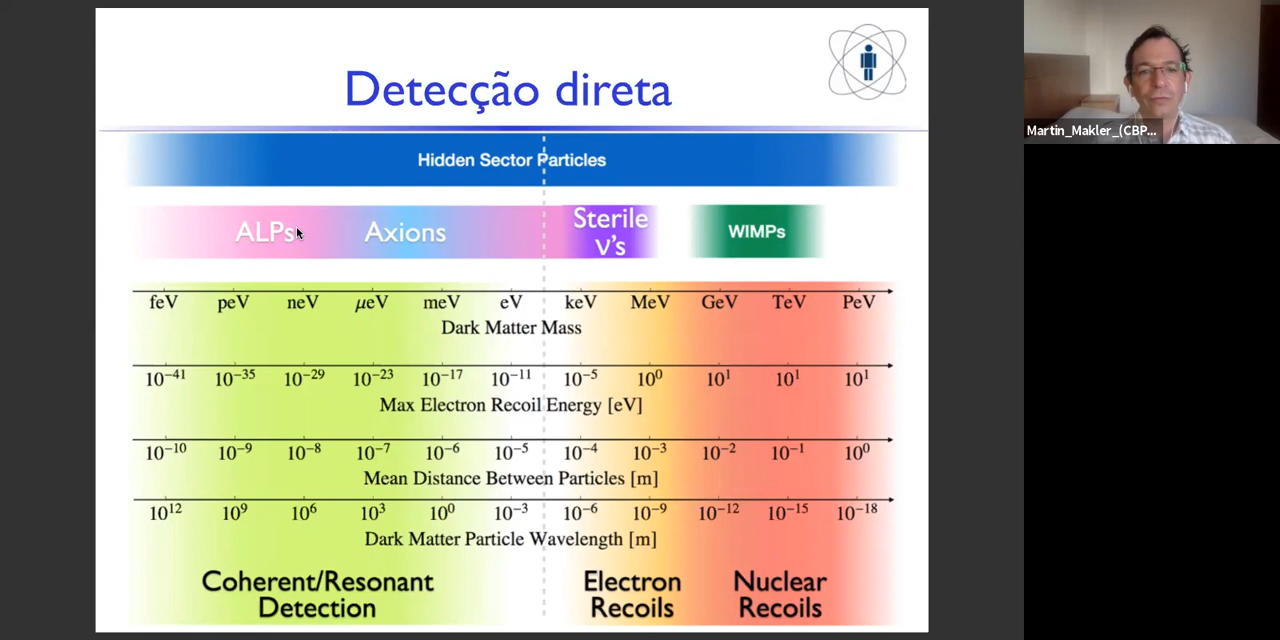 Detecção direta
Martin_Makler_(CBP...
Hidden Sector Particles
ALPs Axions Sterile ν's WIMPs
feV peV neV μeV meV eV keV MeV GeV TeV PeV
Dark Matter Mass
10⁻⁴¹ 10⁻³⁵ 10⁻²⁹ 10⁻²³ 10⁻¹⁷ 10⁻¹¹ 10⁻⁵ 10⁰ 10¹ 10¹ 10¹
Max Electron Recoil Energy [eV]
10⁻¹⁰ 10⁻⁹ 10⁻⁸ 10⁻⁷ 10⁻⁶ 10⁻⁵ 10⁻⁴ 10⁻³ 10⁻² 10⁻¹ 10⁰
Mean Distance Between Particles [m]
10¹² 10⁹ 10⁶ 10³ 10⁰ 10⁻³ 10⁻⁶ 10⁻⁹ 10⁻¹² 10⁻¹⁵ 10⁻¹⁸
Dark Matter Particle Wavelength [m]
Coherent/Resonant
Detection
Electron
Recoils
Nuclear
Recoils